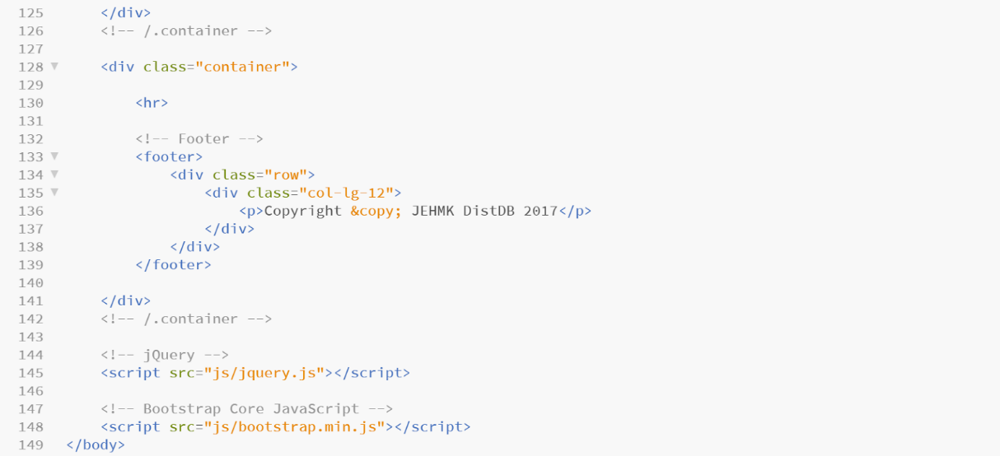 125 </div>
126 <!-- /.container -->
127
128 <div class="container">
129
130 <hr>
131
132 <!-- Footer -->
133 <footer>
134 <div class="row">
135 <div class="col-lg-12">
136 <p>Copyright &copy; JEHMK DistDB 2017</p>
137 </div>
138 </div>
139 </footer>
140
141 </div>
142 <!-- /.container -->
143
144 <!-- jQuery -->
145 <script src="js/jquery.js"></script>
146
147 <!-- Bootstrap Core JavaScript -->
148 <script src="js/bootstrap.min.js"></script>
149 </body>